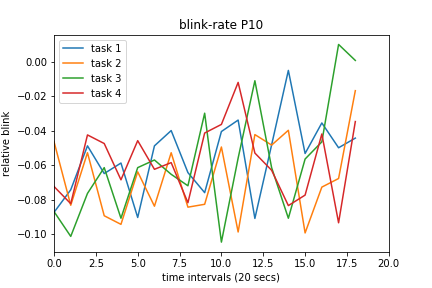 blink-rate P10
task 1
task 2
task 3
task 4
relative blink
0.00
−0.02
−0.04
−0.06
−0.08
−0.10
0.0 2.5 5.0 7.5 10.0 12.5 15.0 17.5 20.0
time intervals (20 secs)